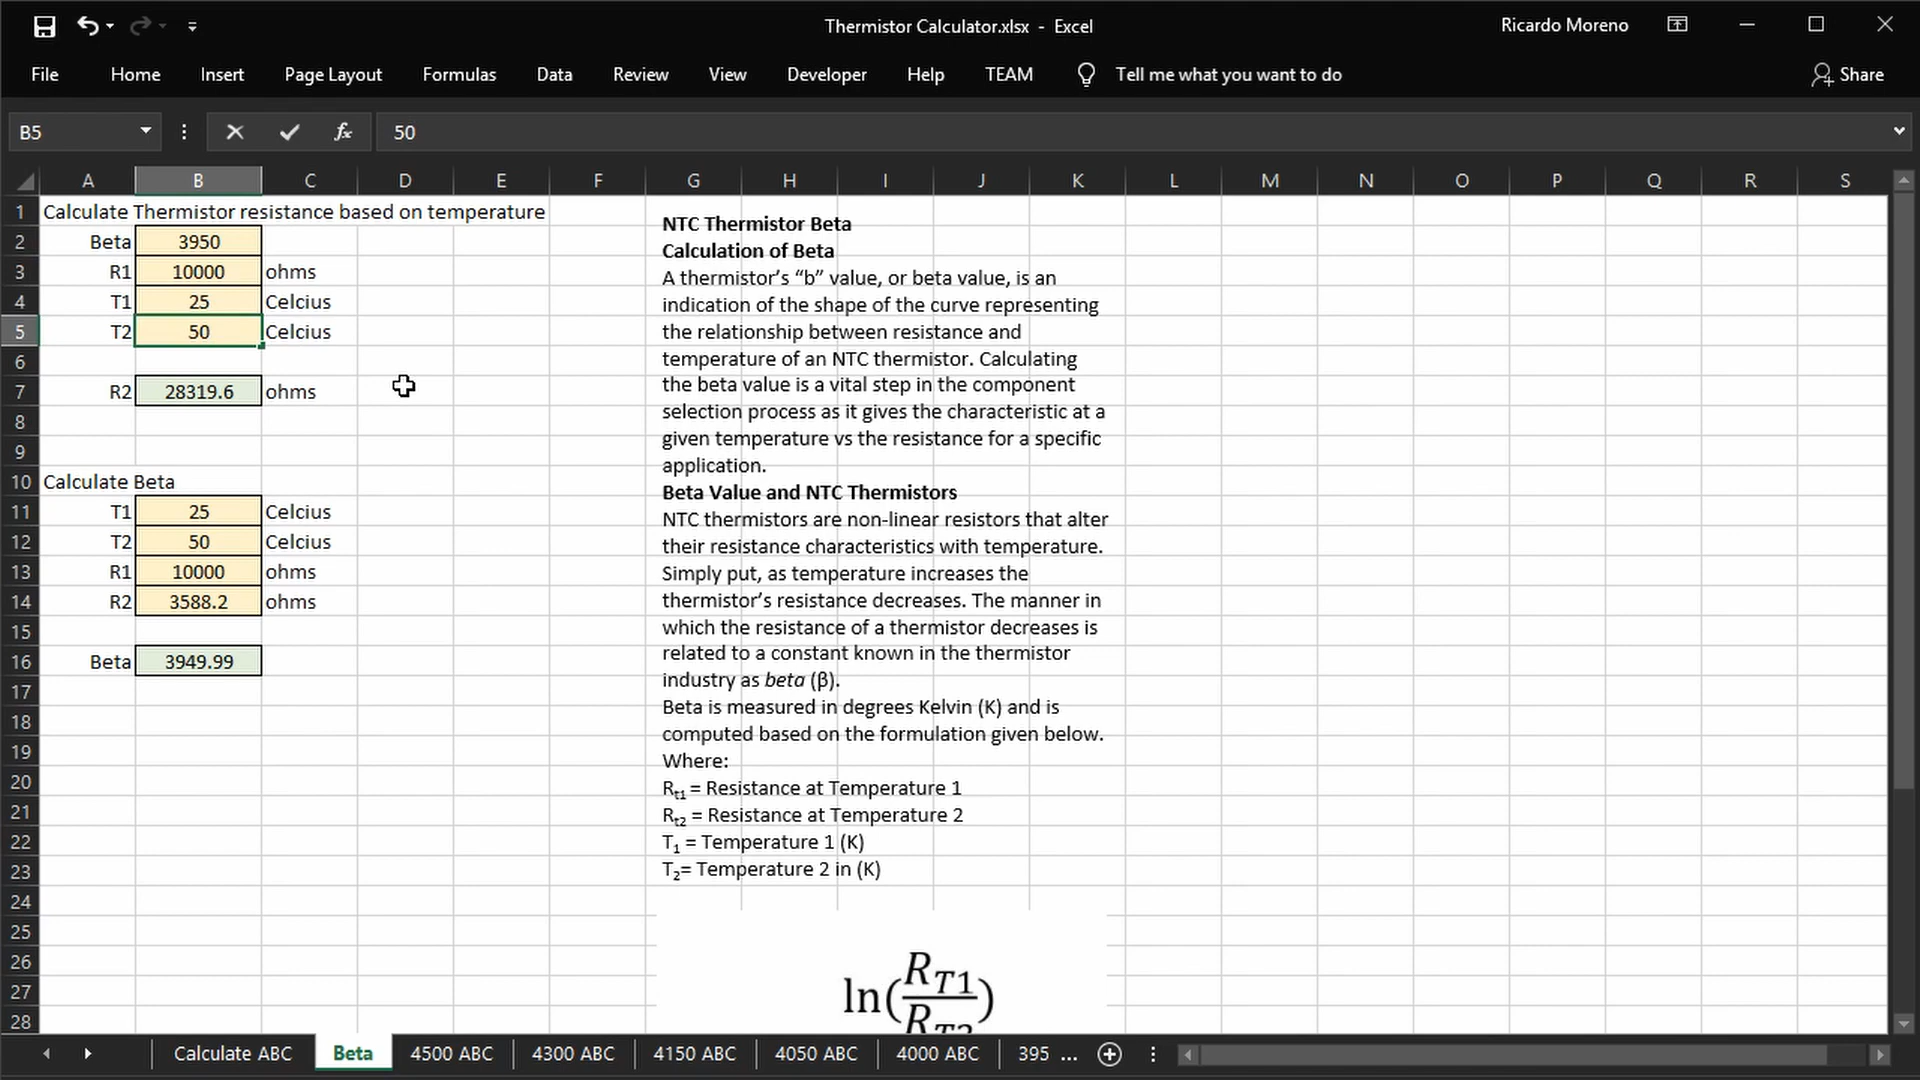 Thermistor Calculator.xlsx - Excel
Ricardo Moreno
File Home Insert Page Layout Formulas Data Review View Developer Help TEAM Tell me what you want to do Share
B5 fx 50
A B C D E F G H I J K L M N O P Q R S
1 Calculate Thermistor resistance based on temperature
2 Beta 3950
3 R1 10000 ohms
4 T1 25 Celcius
5 T2 50 Celcius
6
7 R2 28319.6 ohms
8
9
10 Calculate Beta
11 T1 25 Celcius
12 T2 50 Celcius
13 R1 10000 ohms
14 R2 3588.2 ohms
15
16 Beta 3949.99
17
18
19
20
21
22
23
24
25
26
27
28
NTC Thermistor Beta
Calculation of Beta
A thermistor’s “b” value, or beta value, is an
indication of the shape of the curve representing
the relationship between resistance and
temperature of an NTC thermistor. Calculating
the beta value is a vital step in the component
selection process as it gives the characteristic at a
given temperature vs the resistance for a specific
application.
Beta Value and NTC Thermistors
NTC thermistors are non-linear resistors that alter
their resistance characteristics with temperature.
Simply put, as temperature increases the
thermistor’s resistance decreases. The manner in
which the resistance of a thermistor decreases is
related to a constant known in the thermistor
industry as beta (β).
Beta is measured in degrees Kelvin (K) and is
computed based on the formulation given below.
Where:
Rt1 = Resistance at Temperature 1
Rt2 = Resistance at Temperature 2
T1 = Temperature 1 (K)
T2= Temperature 2 in (K)
ln(RT1
RT2)
Calculate ABC Beta 4500 ABC 4300 ABC 4150 ABC 4050 ABC 4000 ABC 395 ...